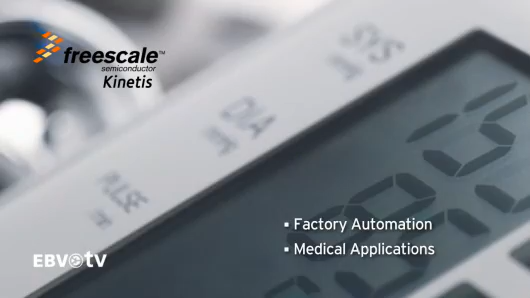 freescale™
semiconductor
Kinetis
SYS
DIA
PULSE
▪ Factory Automation
▪ Medical Applications
EBV TV